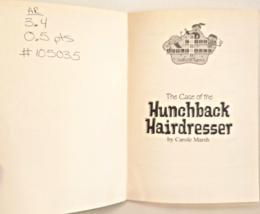 AR
3.4
0.5 pts
#105035
The Case of the
Hunchback
Hairdresser
by Carole Marsh